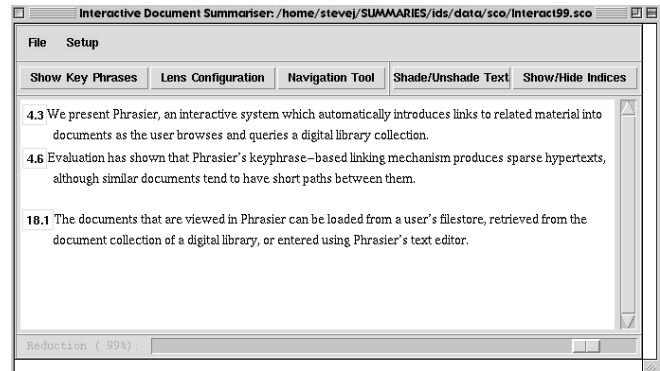 Interactive Document Summariser: /home/stevej/SUMMARIES/ids/data/sco/Interact99.sco
File Setup
Show Key Phrases Lens Configuration Navigation Tool Shade/Unshade Text Show/Hide Indices
4.3 We present Phrasier, an interactive system which automatically introduces links to related material into
documents as the user browses and queries a digital library collection.
4.6 Evaluation has shown that Phrasier's keyphrase-based linking mechanism produces sparse hypertexts,
although similar documents tend to have short paths between them.
18.1 The documents that are viewed in Phrasier can be loaded from a user's filestore, retrieved from the
document collection of a digital library, or entered using Phrasier's text editor.
Reduction ( 99%):